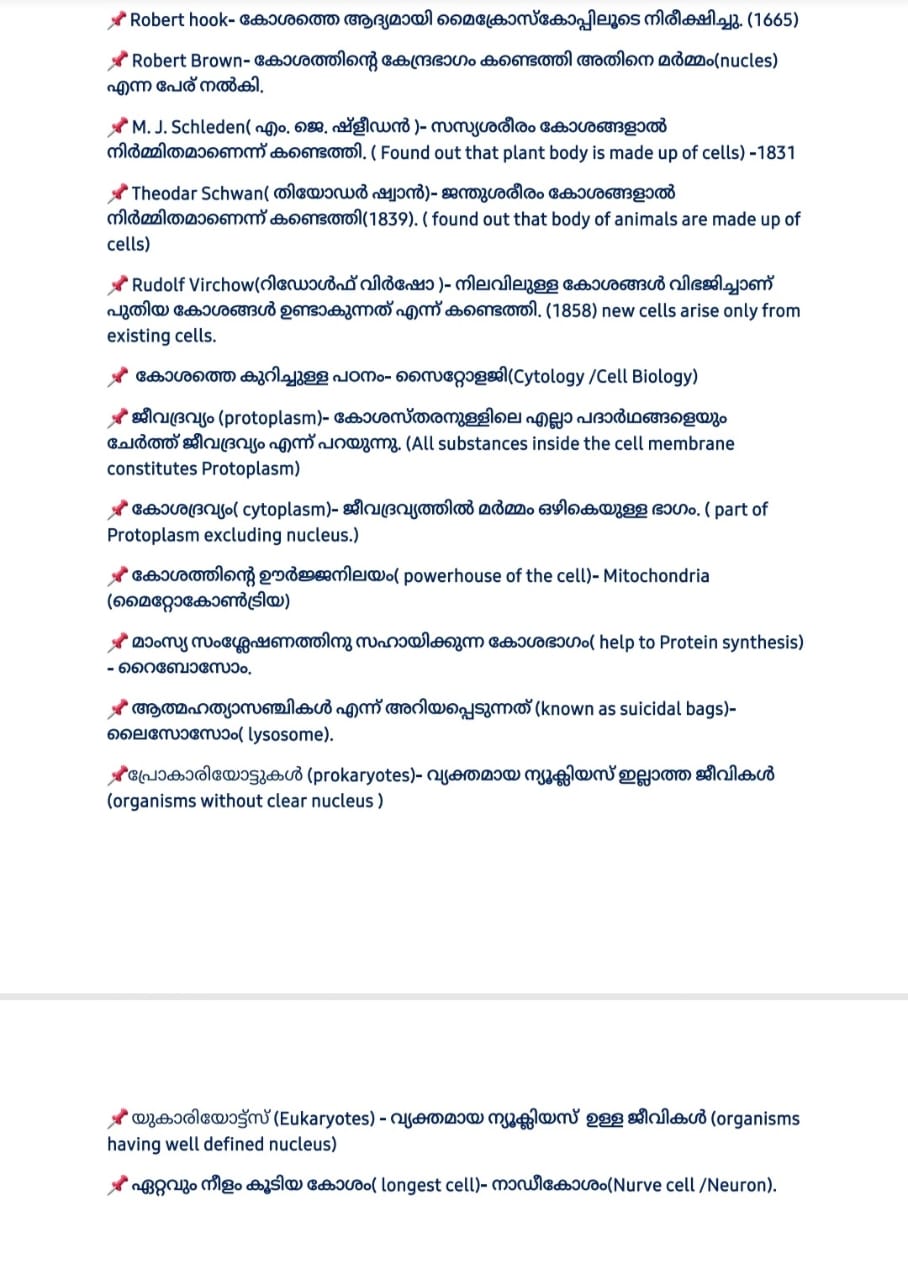 📌 Robert hook- കോശത്തെ ആദ്യമായി മൈക്രോസ്കോപ്പിലൂടെ നിരീക്ഷിച്ചു. (1665)
📌 Robert Brown- കോശത്തിന്റെ കേന്ദ്രഭാഗം കണ്ടെത്തി അതിനെ മർമ്മം(nucles)
എന്ന പേര് നൽകി.
📌 M. J. Schleden( എം. ജെ. ഷ്ളീഡൻ )- സസ്യശരീരം കോശങ്ങളാൽ
നിർമ്മിതമാണെന്ന് കണ്ടെത്തി. ( Found out that plant body is made up of cells) -1831
📌 Theodar Schwan( തിയോഡർ ഷ്വാൻ)- ജന്തുശരീരം കോശങ്ങളാൽ
നിർമ്മിതമാണെന്ന് കണ്ടെത്തി(1839). ( found out that body of animals are made up of
cells)
📌 Rudolf Virchow(റിഡോൾഫ് വിർഷോ )- നിലവിലുള്ള കോശങ്ങൾ വിഭജിച്ചാണ്
പുതിയ കോശങ്ങൾ ഉണ്ടാകുന്നത് എന്ന് കണ്ടെത്തി. (1858) new cells arise only from
existing cells.
📌 കോശത്തെ കുറിച്ചുള്ള പഠനം- സൈറ്റോളജി(Cytology /Cell Biology)
📌 ജീവദ്രവ്യം (protoplasm)- കോശസ്തരനുള്ളിലെ എല്ലാ പദാർഥങ്ങളെയും
ചേർത്ത് ജീവദ്രവ്യം എന്ന് പറയുന്നു. (All substances inside the cell membrane
constitutes Protoplasm)
📌 കോശദ്രവ്യം( cytoplasm)- ജീവദ്രവ്യത്തിൽ മർമ്മം ഒഴികെയുള്ള ഭാഗം. ( part of
Protoplasm excluding nucleus.)
📌 കോശത്തിന്റെ ഊർജ്ജനിലയം( powerhouse of the cell)- Mitochondria
(മൈറ്റോകോൺട്രിയ)
📌 മാംസ്യ സംശ്ലേഷണത്തിനു സഹായിക്കുന്ന കോശഭാഗം( help to Protein synthesis)
- റൈബോസോം.
📌 ആത്മഹത്യാസഞ്ചികൾ എന്ന് അറിയപ്പെടുന്നത് (known as suicidal bags)-
ലൈസോസോം( lysosome).
📌പ്രോകാരിയോട്ടുകൾ (prokaryotes)- വ്യക്തമായ ന്യൂക്ലിയസ് ഇല്ലാത്ത ജീവികൾ
(organisms without clear nucleus )
📌 യുകാരിയോട്ട്സ് (Eukaryotes) - വ്യക്തമായ ന്യൂക്ലിയസ് ഉള്ള ജീവികൾ (organisms
having well defined nucleus)
📌 ഏറ്റവും നീളം കൂടിയ കോശം( longest cell)- നാഡീകോശം(Nurve cell /Neuron).